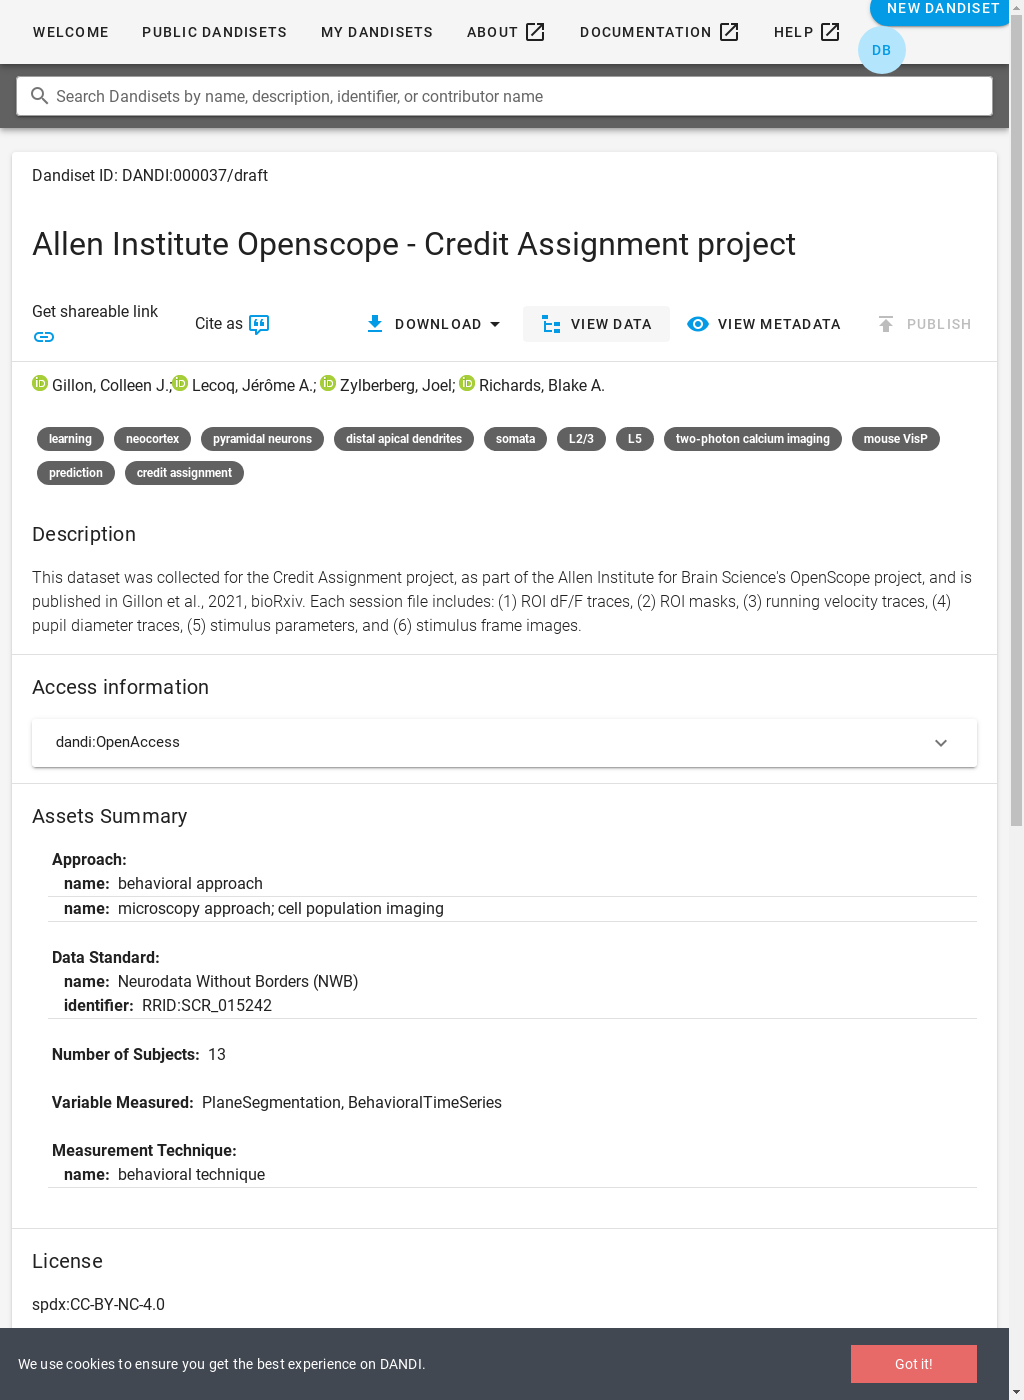 NEW DANDISET
WELCOME PUBLIC DANDISETS MY DANDISETS ABOUT DOCUMENTATION HELP
DB
Search Dandisets by name, description, identifier, or contributor name
Dandiset ID: DANDI:000037/draft
Allen Institute Openscope - Credit Assignment project
Get shareable link
Cite as
DOWNLOAD VIEW DATA VIEW METADATA PUBLISH
iD Gillon, Colleen J.; iD Lecoq, Jérôme A.; iD Zylberberg, Joel; iD Richards, Blake A.
learning neocortex pyramidal neurons distal apical dendrites somata L2/3 L5 two-photon calcium imaging mouse VisP
prediction credit assignment
Description
This dataset was collected for the Credit Assignment project, as part of the Allen Institute for Brain Science's OpenScope project, and is
published in Gillon et al., 2021, bioRxiv. Each session file includes: (1) ROI dF/F traces, (2) ROI masks, (3) running velocity traces, (4)
pupil diameter traces, (5) stimulus parameters, and (6) stimulus frame images.
Access information
dandi:OpenAccess
Assets Summary
Approach:
name: behavioral approach
name: microscopy approach; cell population imaging
Data Standard:
name: Neurodata Without Borders (NWB)
identifier: RRID:SCR_015242
Number of Subjects: 13
Variable Measured: PlaneSegmentation, BehavioralTimeSeries
Measurement Technique:
name: behavioral technique
License
spdx:CC-BY-NC-4.0
We use cookies to ensure you get the best experience on DANDI.
Got it!